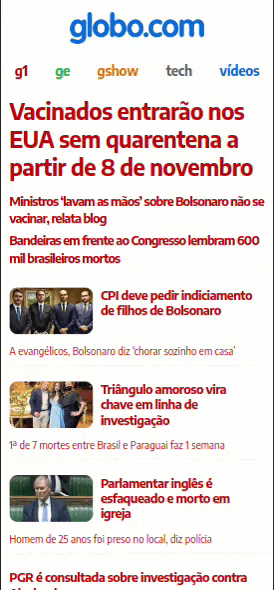 globo.com
g1 ge gshow tech vídeos
Vacinados entrarão nos
EUA sem quarentena a
partir de 8 de novembro
Ministros ‘lavam as mãos’ sobre Bolsonaro não se
vacinar, relata blog
Bandeiras em frente ao Congresso lembram 600
mil brasileiros mortos
CPI deve pedir indiciamento
de filhos de Bolsonaro
A evangélicos, Bolsonaro diz ‘chorar sozinho em casa’
Triângulo amoroso vira
chave em linha de
investigação
1ª de 7 mortes entre Brasil e Paraguai faz 1 semana
Parlamentar inglês é
esfaqueado e morto em
igreja
Homem de 25 anos foi preso no local, diz polícia
PGR é consultada sobre investigação contra